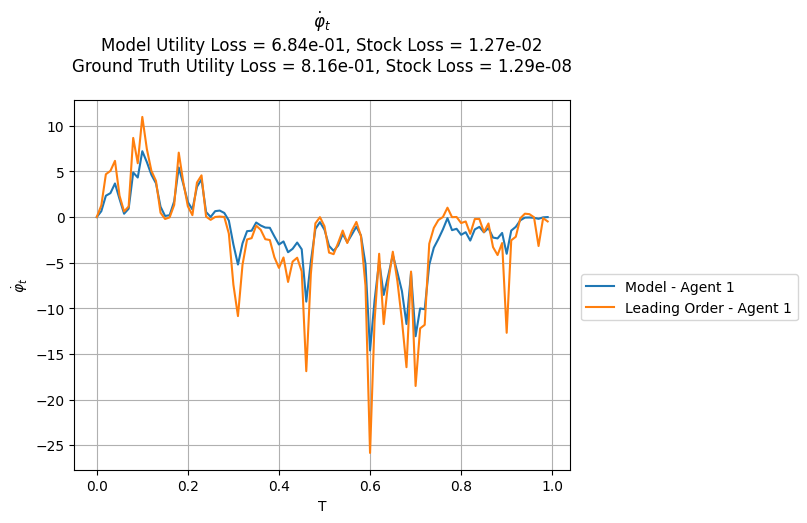 φ̇ₜ
Model Utility Loss = 6.84e-01, Stock Loss = 1.27e-02
Ground Truth Utility Loss = 8.16e-01, Stock Loss = 1.29e-08
10
5
0
−5
−10
−15
−20
−25
φ̇ₜ
0.0
0.2
0.4
0.6
0.8
1.0
T
Model - Agent 1
Leading Order - Agent 1